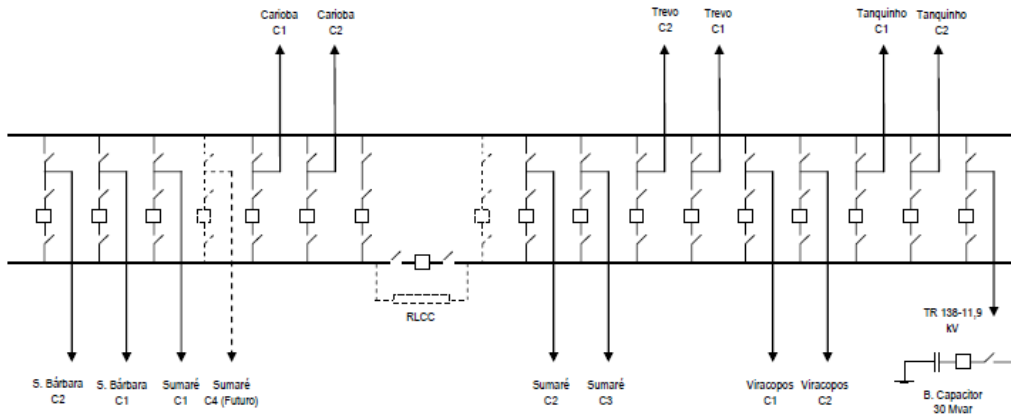 Carioba
C1
Carioba
C2
Trevo
C2
Trevo
C1
Tanquinho
C1
Tanquinho
C2
RLCC
TR 138-11,9
kV
S. Bárbara
C2
S. Bárbara
C1
Sumaré
C1
Sumaré
C4 (Futuro)
Sumaré
C2
Sumaré
C3
Viracopos
C1
Viracopos
C2
B. Capacitor
30 Mvar